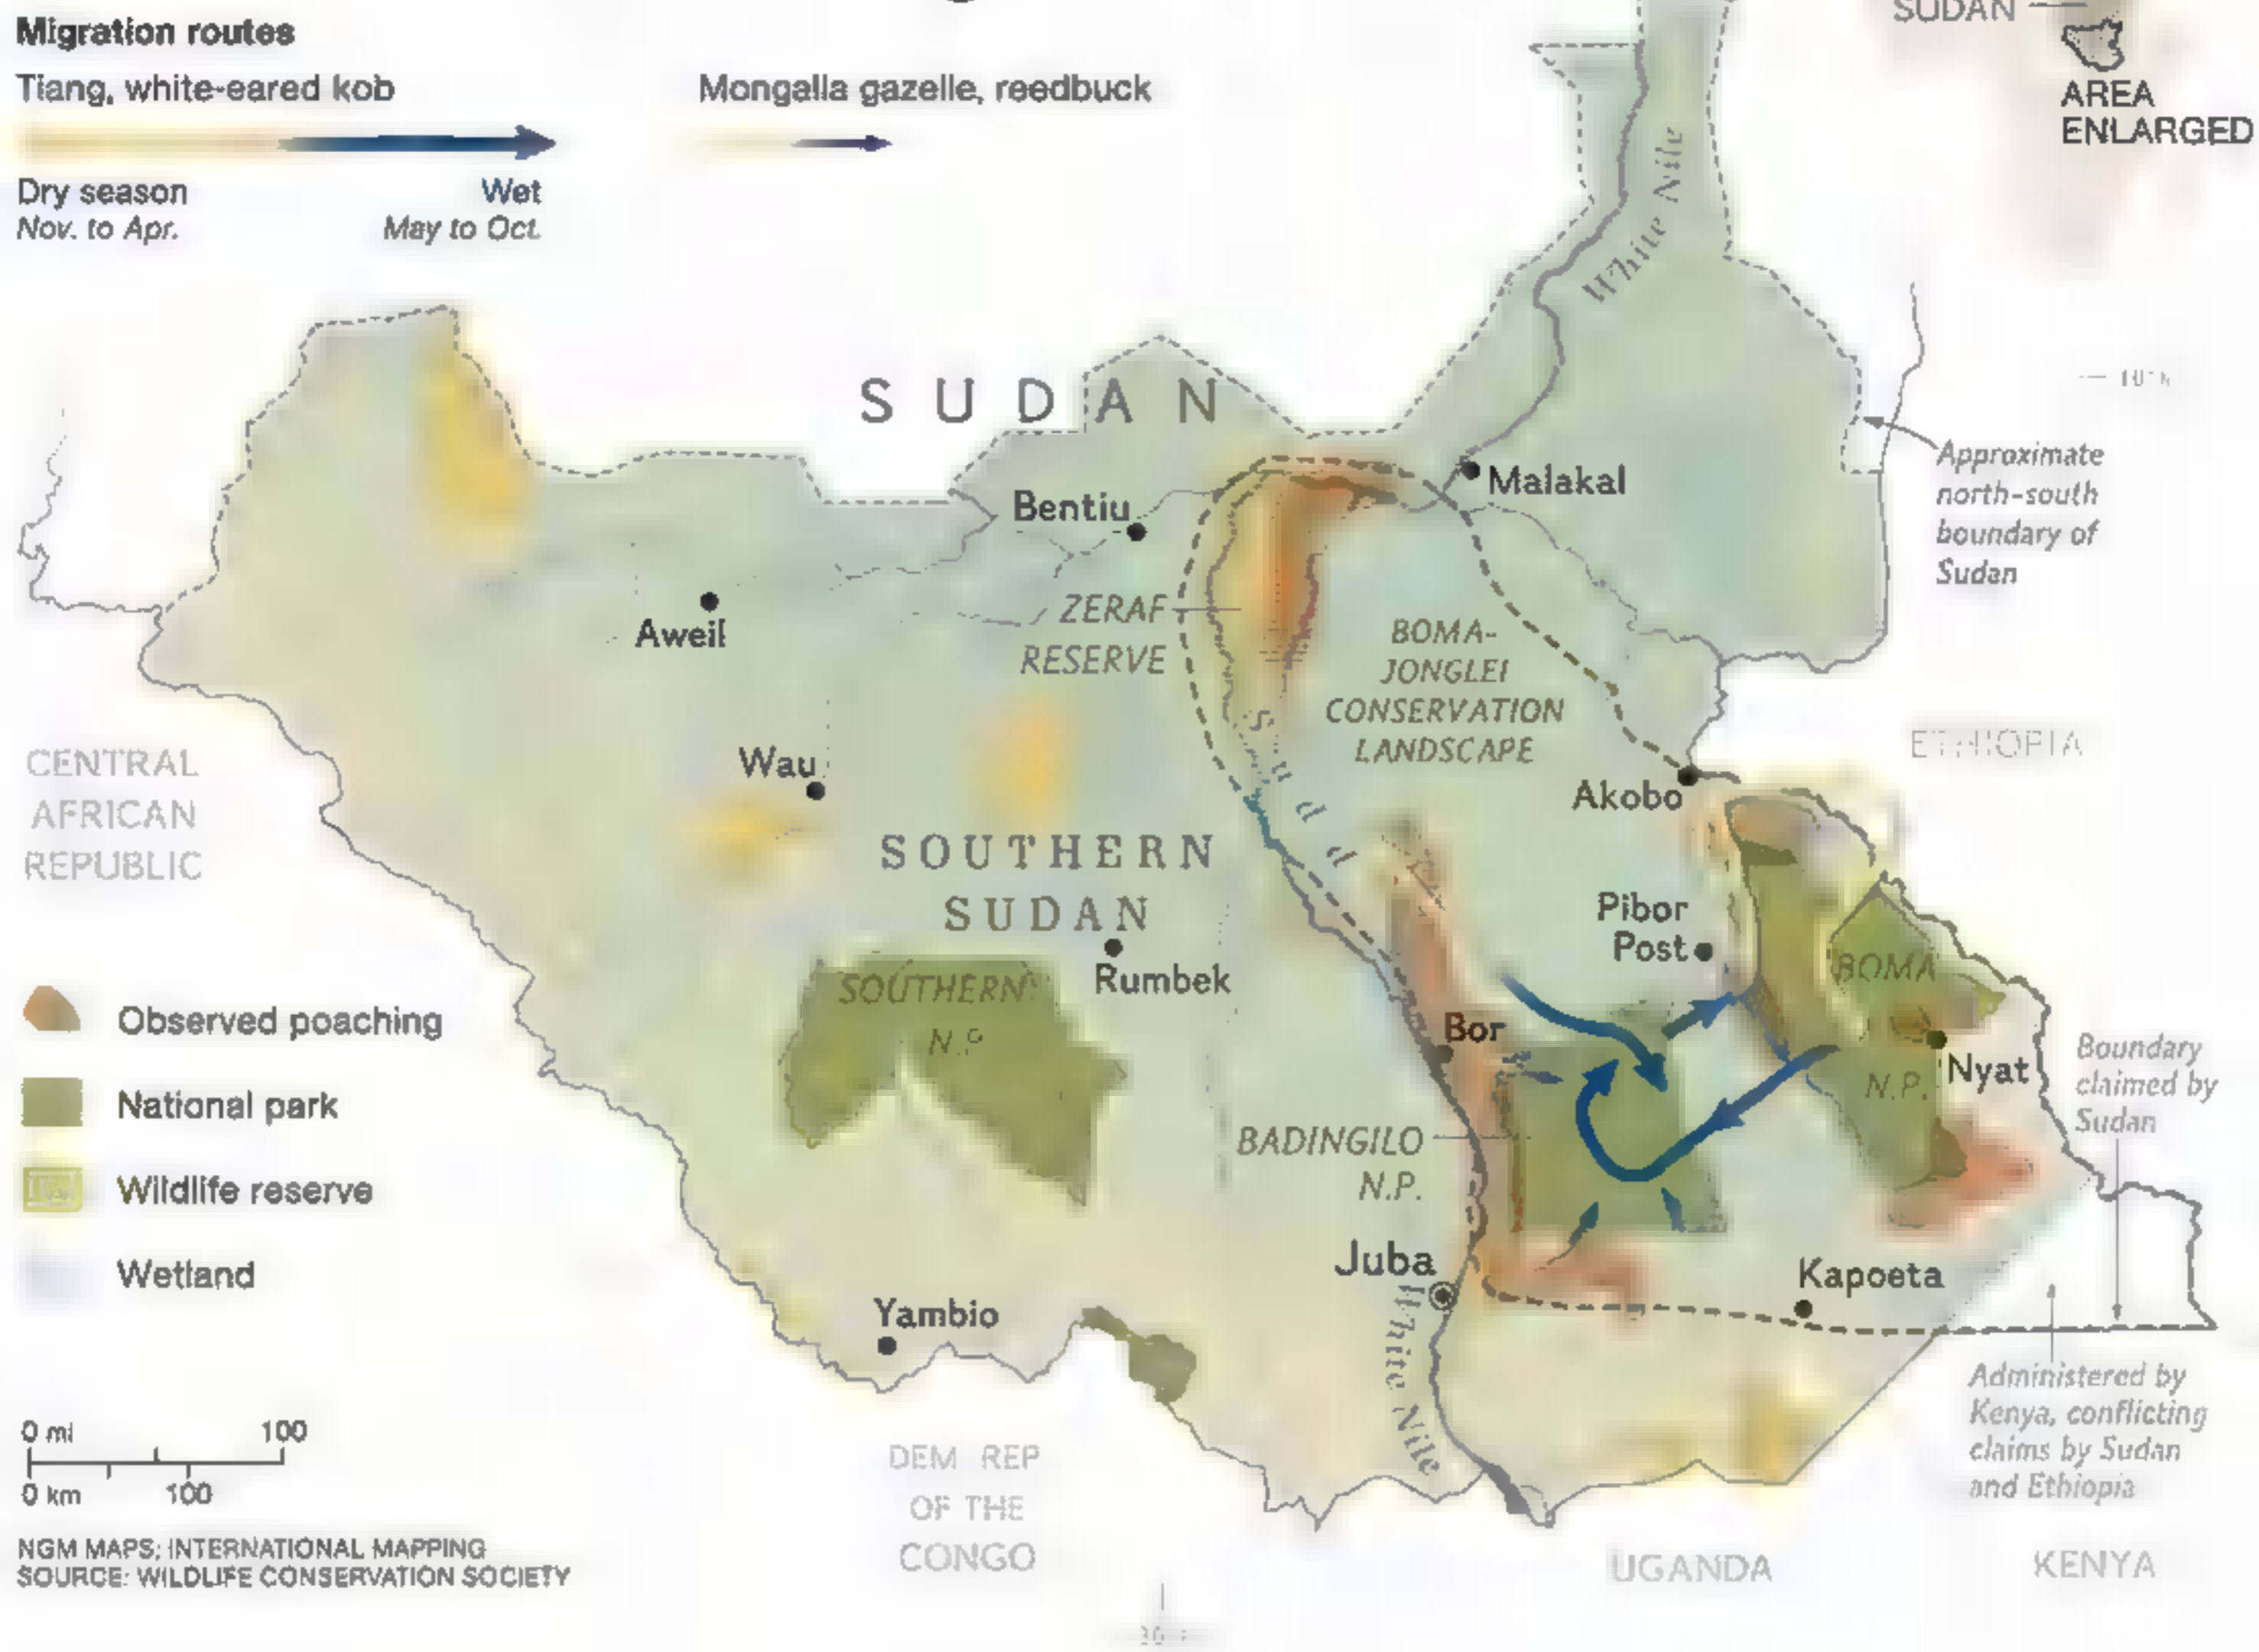 Migration routes
Tiang, white-eared kob
Mongalla gazelle, reedbuck
Dry season
Nov. to Apr.
Wet
May to Oct.
SUDAN
AREA
ENLARGED
White Nile
SUDAN
Approximate
north-south
boundary of
Sudan
Malakal
Bentiu
Aweil
ZERAF
RESERVE
BOMA-
JONGLEI
CONSERVATION
LANDSCAPE
Sudd
ETHIOPIA
Akobo
CENTRAL
AFRICAN
REPUBLIC
Wau
SOUTHERN
SUDAN
Pibor
Post
Rumbek
SOUTHERN
N.P.
BOMA
N.P.
Bor
Nyat
Boundary
claimed by
Sudan
Observed poaching
National park
Wildlife reserve
Wetland
BADINGILO
N.P.
Juba
White Nile
Kapoeta
Yambio
Administered by
Kenya, conflicting
claims by Sudan
and Ethiopia
0 mi 100
0 km 100
DEM REP
OF THE
CONGO
UGANDA
KENYA
NGM MAPS; INTERNATIONAL MAPPING
SOURCE: WILDLIFE CONSERVATION SOCIETY